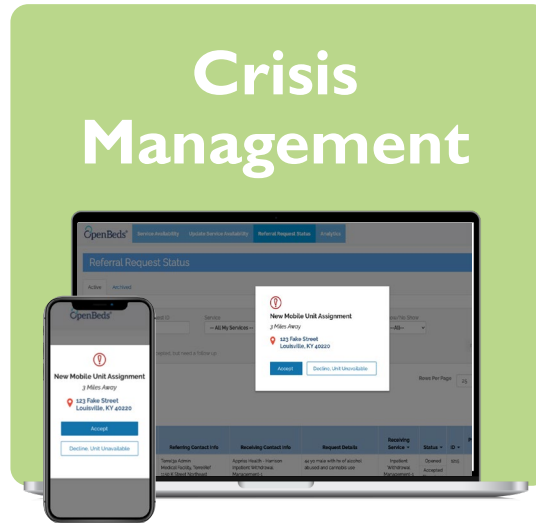 Crisis
Management
OpenBeds®
Service Availability Update Service Availability Referral Request Status Analytics
Referral Request Status
Active Archived
Service
-- All My Services --
--All--
New Mobile Unit Assignment
3 Miles Away
123 Fake Street
Louisville, KY 40220
Accept Decline, Unit Unavailable
Rows Per Page 25
Referring Contact Info Receiving Contact Info Request Details Receiving Service Status ID
OpenBeds®
New Mobile Unit Assignment
3 Miles Away
123 Fake Street
Louisville, KY 40220
Accept
Decline, Unit Unavailable